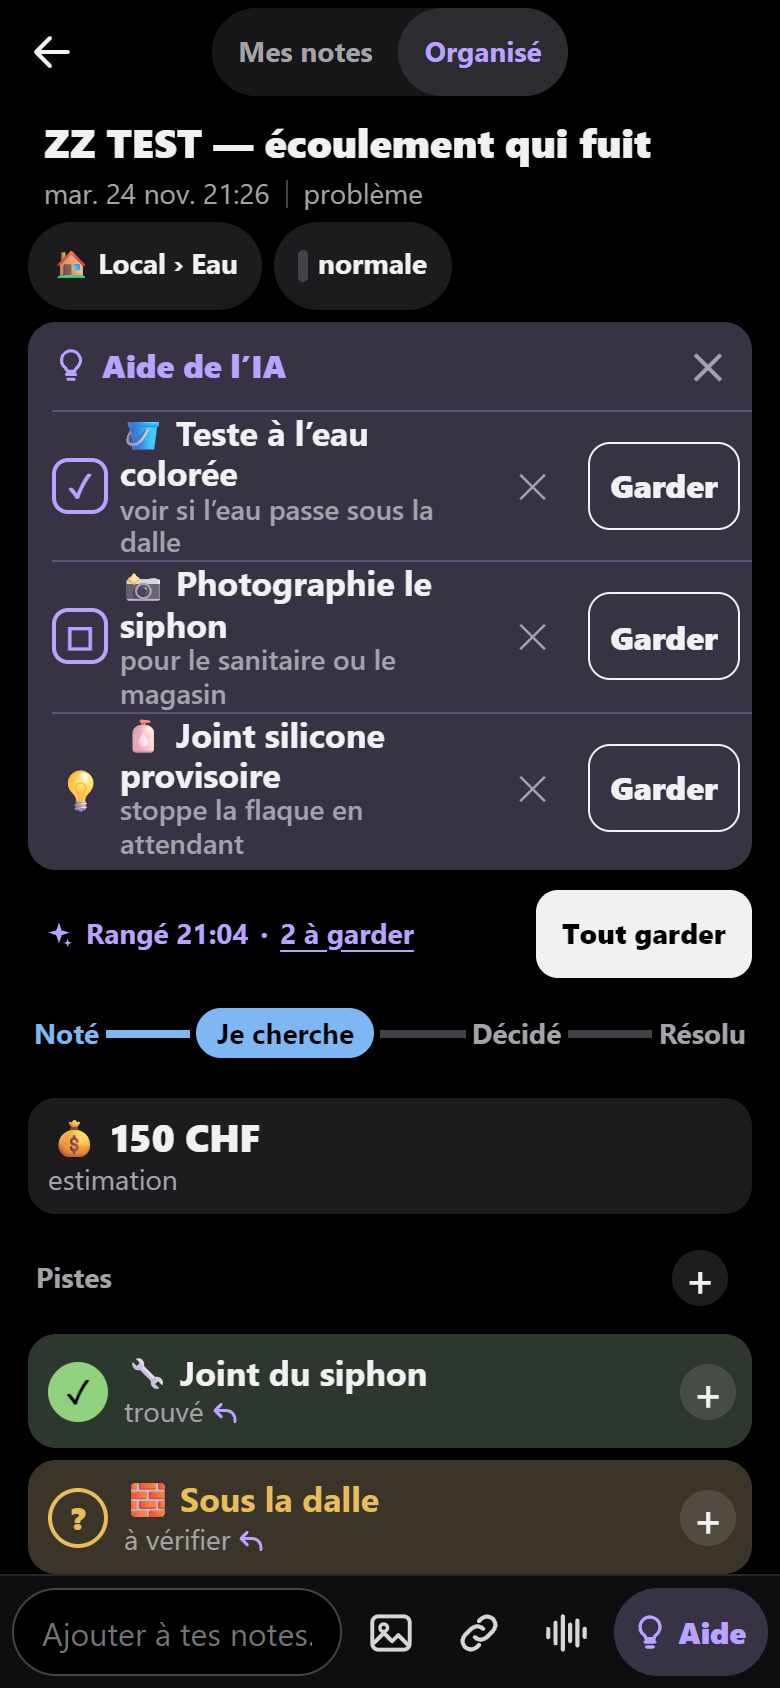 Mes notes
Organisé
ZZ TEST — écoulement qui fuit
mar. 24 nov. 21:26 | problème
Local › Eau
normale
Aide de l’IA
Teste à l’eau
colorée
voir si l’eau passe sous la
dalle
Garder
Photographie le
siphon
pour le sanitaire ou le
magasin
Garder
Joint silicone
provisoire
stoppe la flaque en
attendant
Garder
Rangé 21:04 · 2 à garder
Tout garder
Noté
Je cherche
Décidé
Résolu
150 CHF
estimation
Pistes
Joint du siphon
trouvé
Sous la dalle
à vérifier
Ajouter à tes notes.
Aide